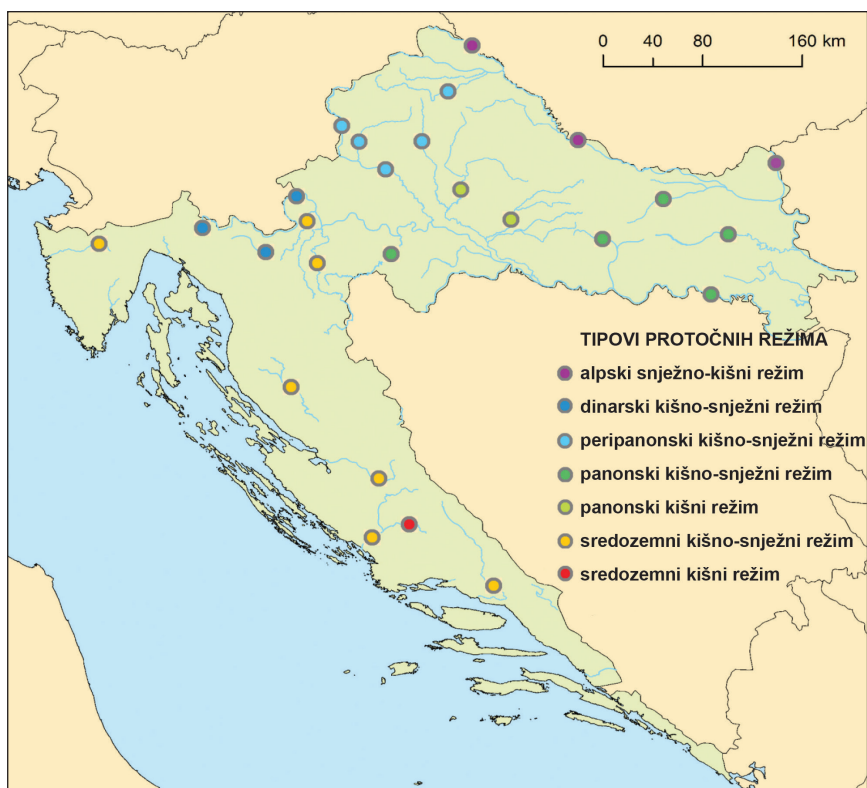 0 40 80 160 km
TIPOVI PROTOČNIH REŽIMA
alpski snježno-kišni režim
dinarski kišno-snježni režim
peripanonski kišno-snježni režim
panonski kišno-snježni režim
panonski kišni režim
sredozemni kišno-snježni režim
sredozemni kišni režim